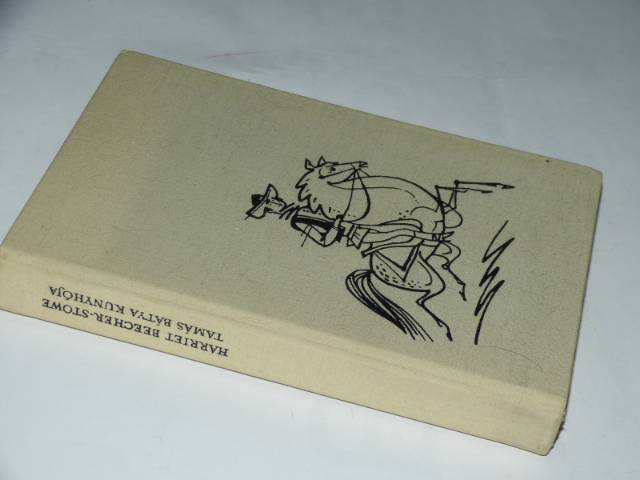 HARRIET BEECHER-STOWE
TAMÁS BÁTYA KUNYHÓJA